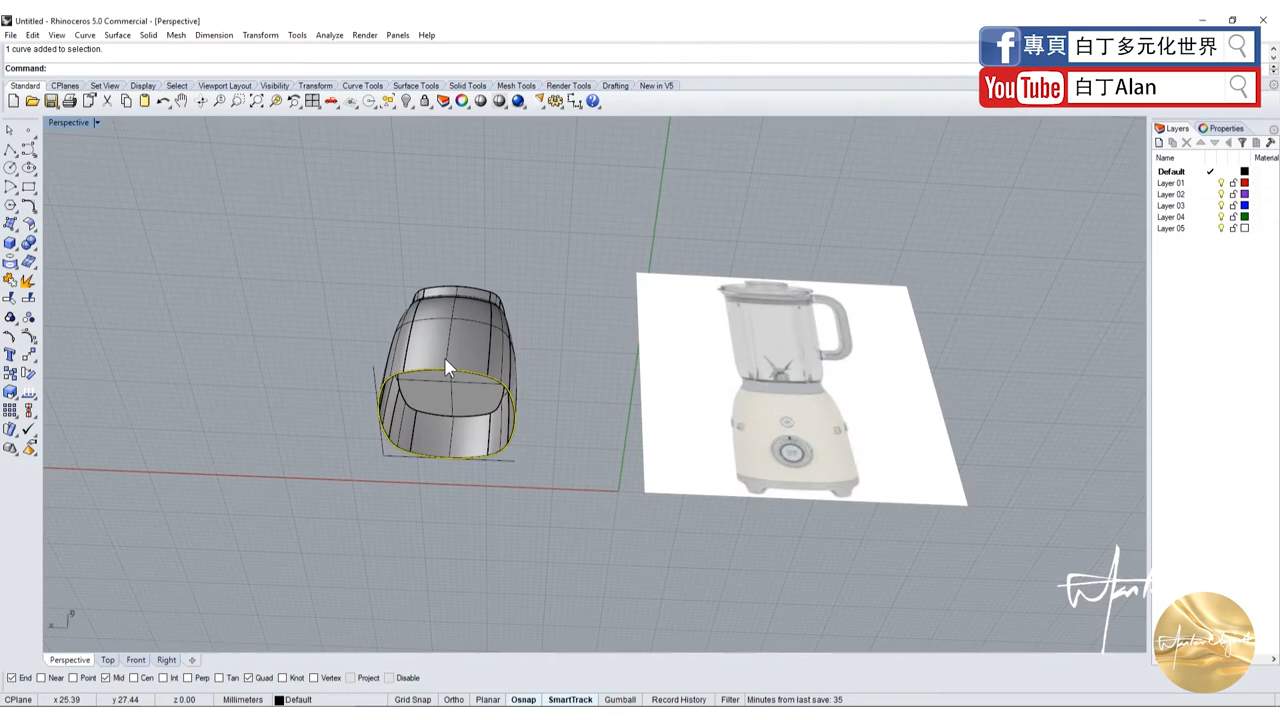 Untitled - Rhinoceros 5.0 Commercial - [Perspective]
File Edit View Curve Surface Solid Mesh Dimension Transform Tools Analyze Render Panels Help
1 curve added to selection.
Command:
專頁 白丁多元化世界
YouTube 白丁Alan
Standard CPlanes Set View Display Select Viewport Layout Visibility Transform Curve Tools Surface Tools Solid Tools Mesh Tools Render Tools Drafting New in V5
Perspective
Layers Properties
Name Material
Default
Layer 01
Layer 02
Layer 03
Layer 04
Layer 05
Perspective Top Front Right
End Near Point Mid Cen Int Perp Tan Quad Knot Vertex Project Disable
CPlane x 25.39 y 27.44 z 0.00 Millimeters Default Grid Snap Ortho Planar Osnap SmartTrack Gumball Record History Filter Minutes from last save: 35